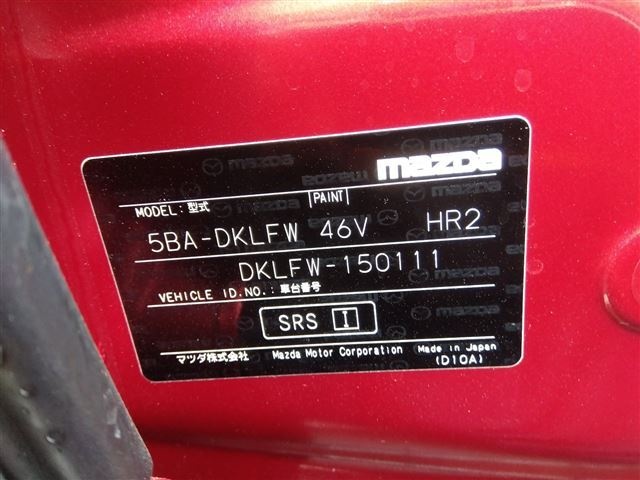 mazda
MODEL: 型式 PAINT
5BA-DKLFW 46V HR2
DKLFW-150111
VEHICLE ID.NO.: 車台番号
SRS I
マツダ株式会社 Mazda Motor Corporation Made in Japan
(D10A)